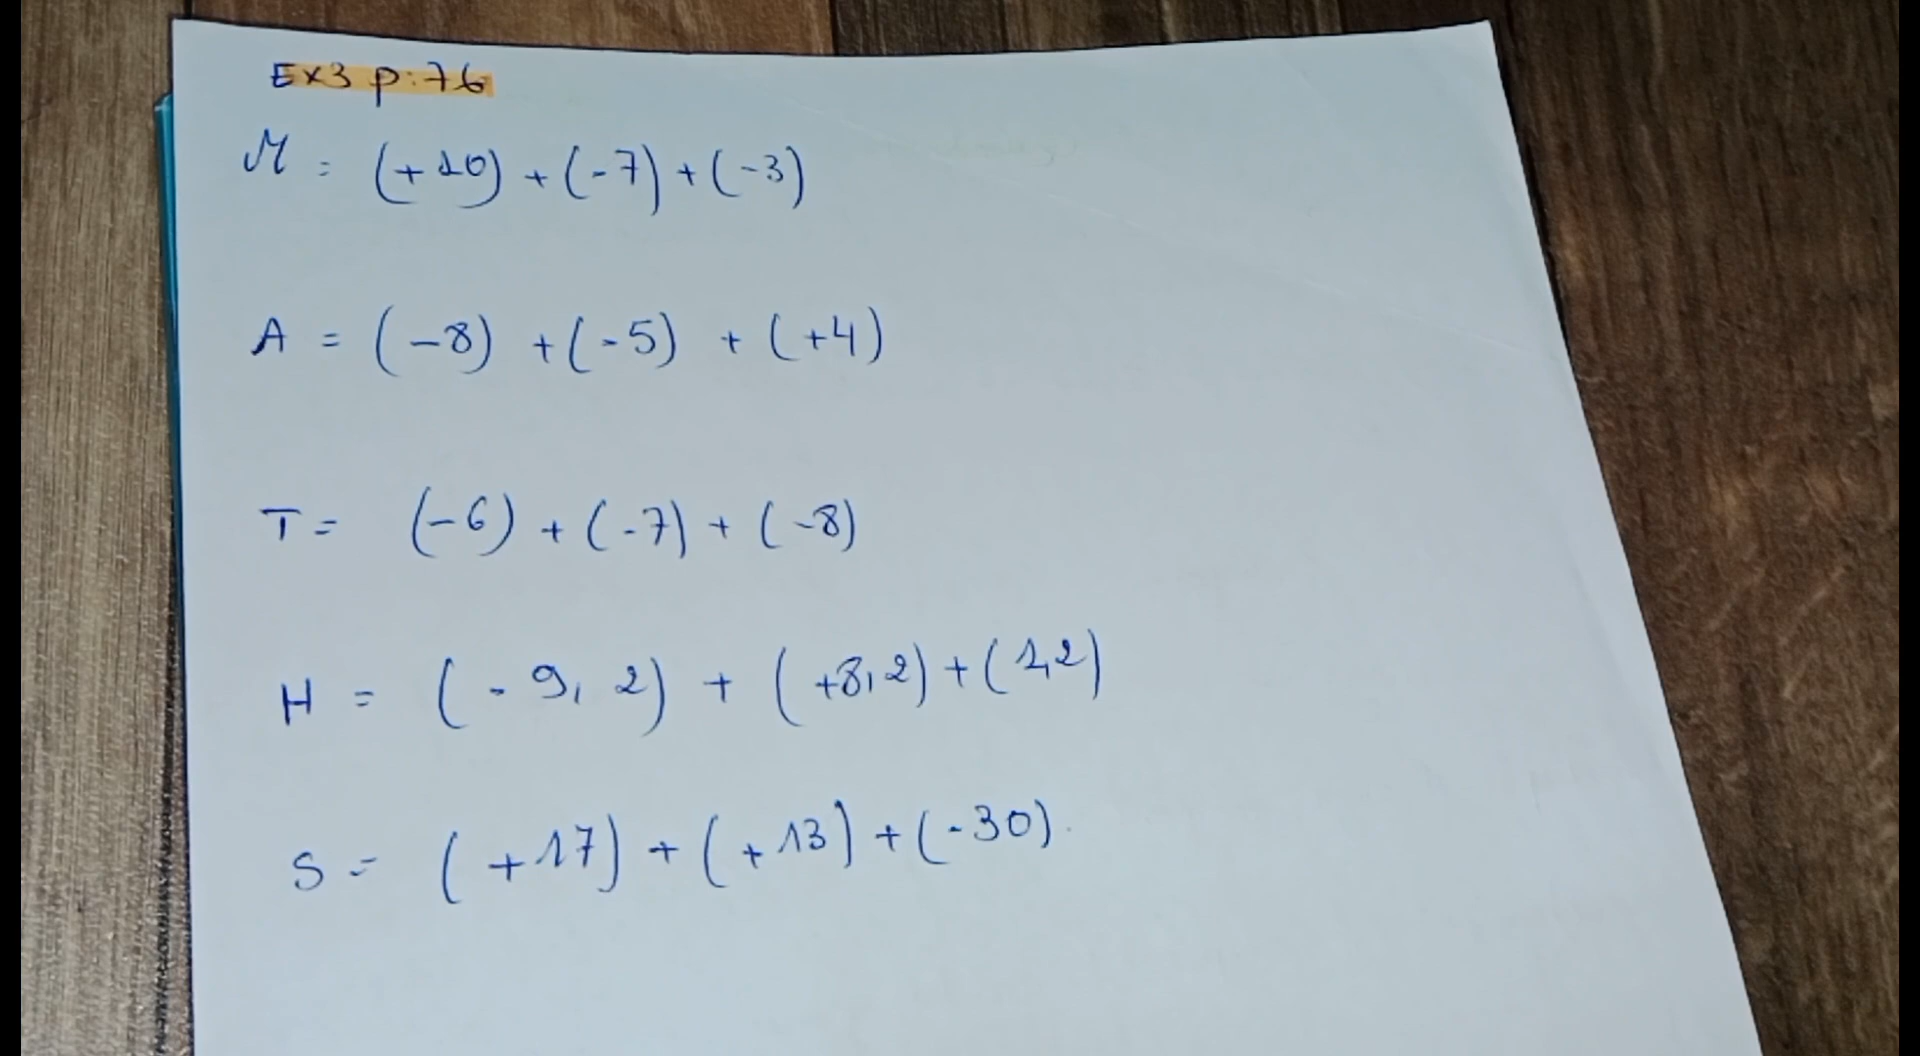 Ex3 p:76
M = (+10) + (-7) + (-3)
A = (-8) + (-5) + (+4)
T = (-6) + (-7) + (-8)
H = (-9,2) + (+8,2) + (1,2)
S = (+17) + (+13) + (-30).